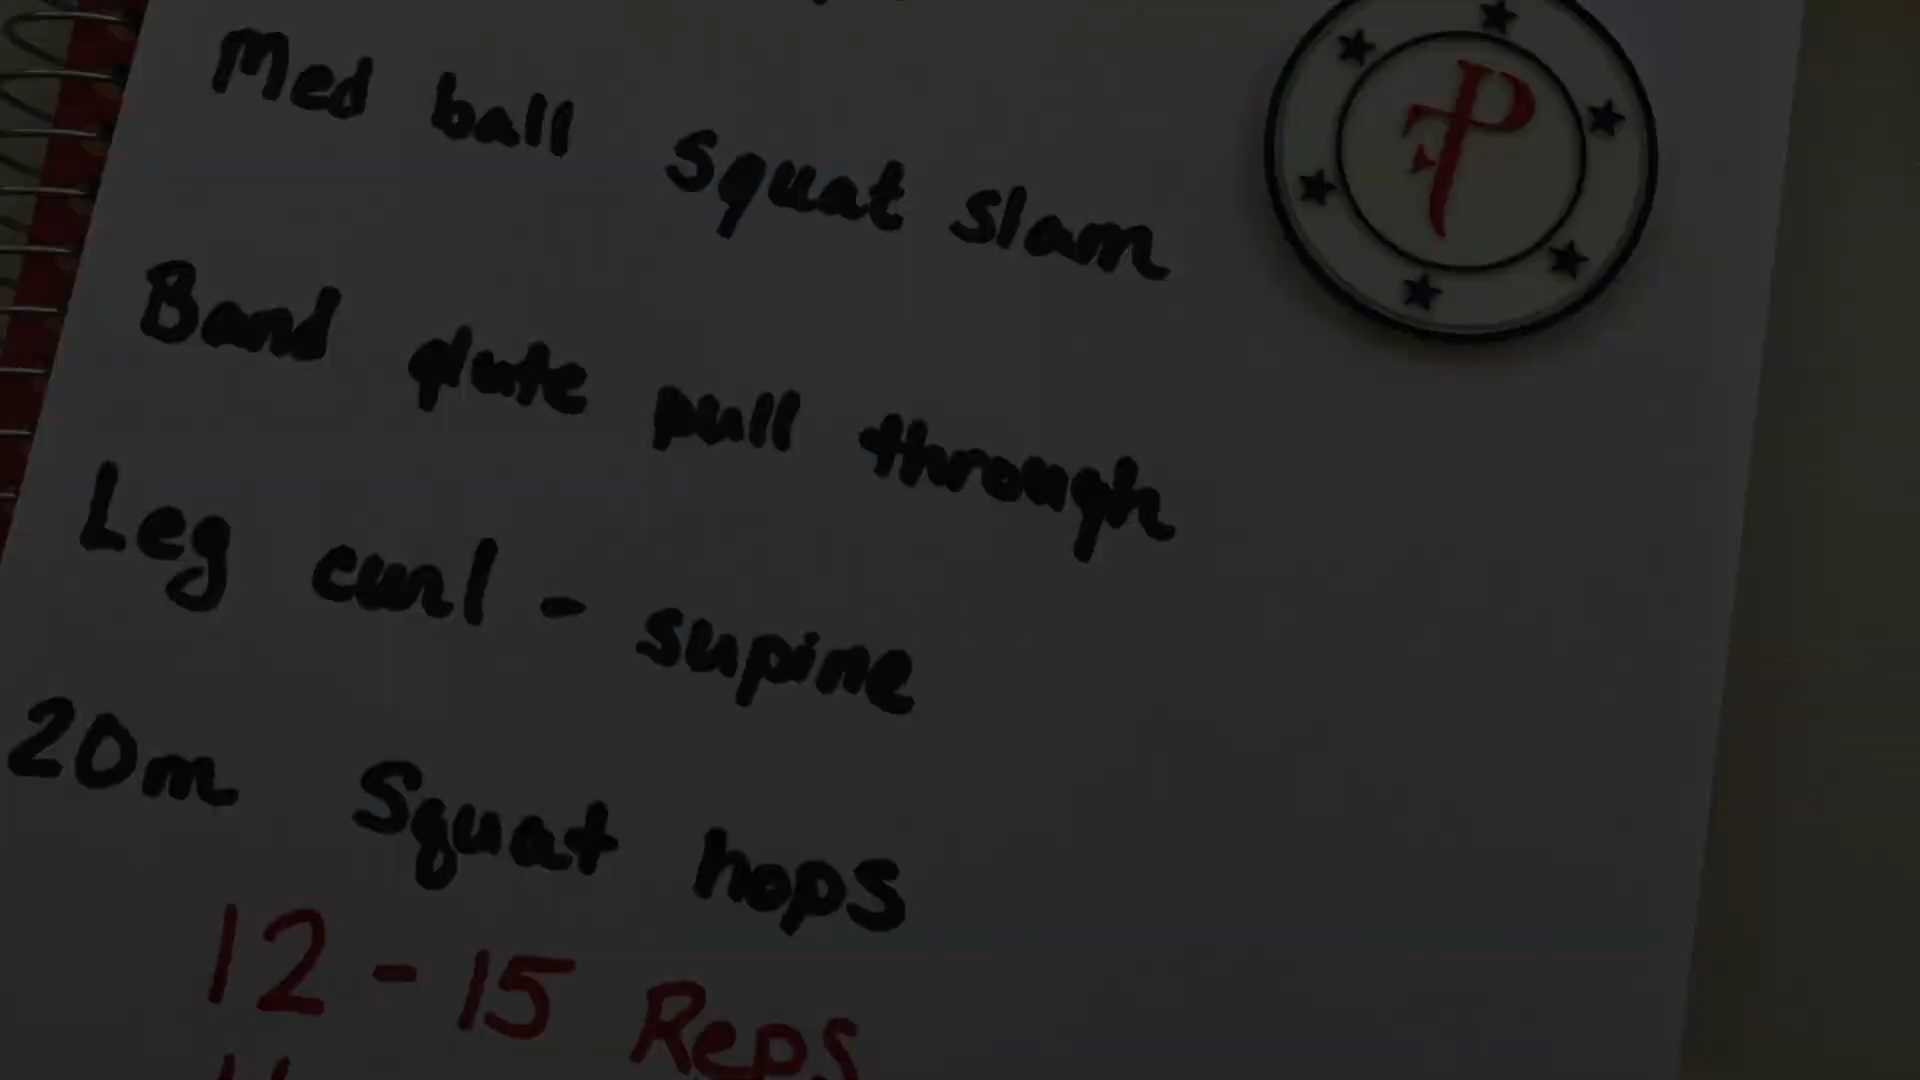 Med ball squat slam
Band glute pull through
Leg curl - supine
20m Squat hops
12 - 15 Reps